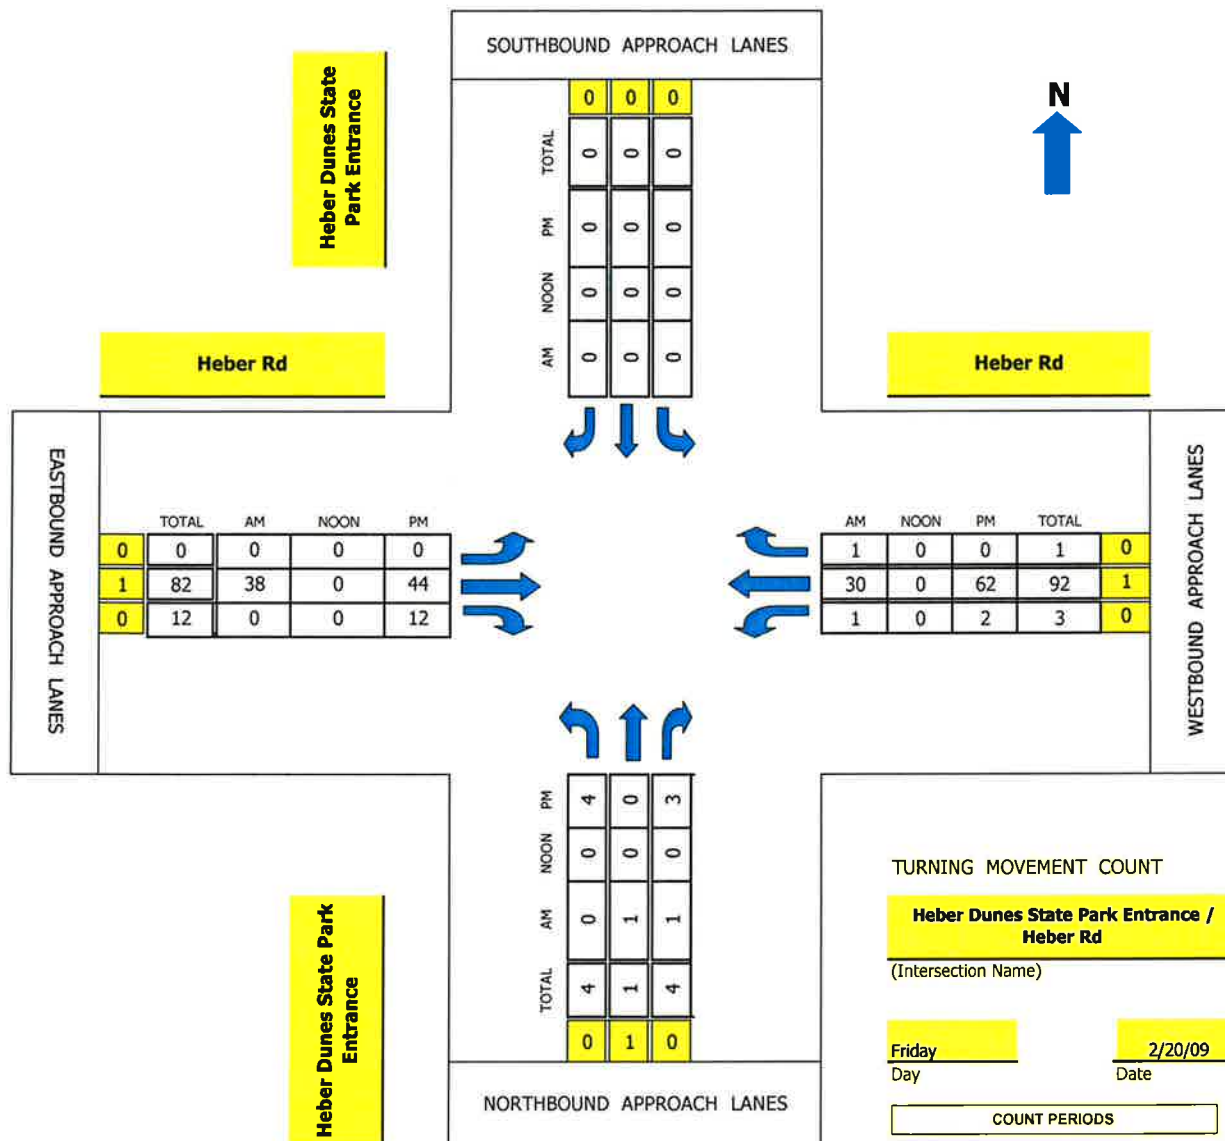 SOUTHBOUND APPROACH LANES
Heber Dunes State
Park Entrance
N
0 0 0
TOTAL 0 0 0
PM 0 0 0
NOON 0 0 0
AM 0 0 0
Heber Rd
Heber Rd
EASTBOUND APPROACH LANES
TOTAL AM NOON PM
0 0 0 0 0
1 82 38 0 44
0 12 0 0 12
AM NOON PM TOTAL
1 0 0 1 0
30 0 62 92 1
1 0 2 3 0
WESTBOUND APPROACH LANES
PM 4 0 3
NOON 0 0 0
AM 0 1 1
TOTAL 4 1 4
0 1 0
NORTHBOUND APPROACH LANES
Heber Dunes State Park
Entrance
TURNING MOVEMENT COUNT
Heber Dunes State Park Entrance /
Heber Rd
(Intersection Name)
Friday 2/20/09
Day Date
COUNT PERIODS